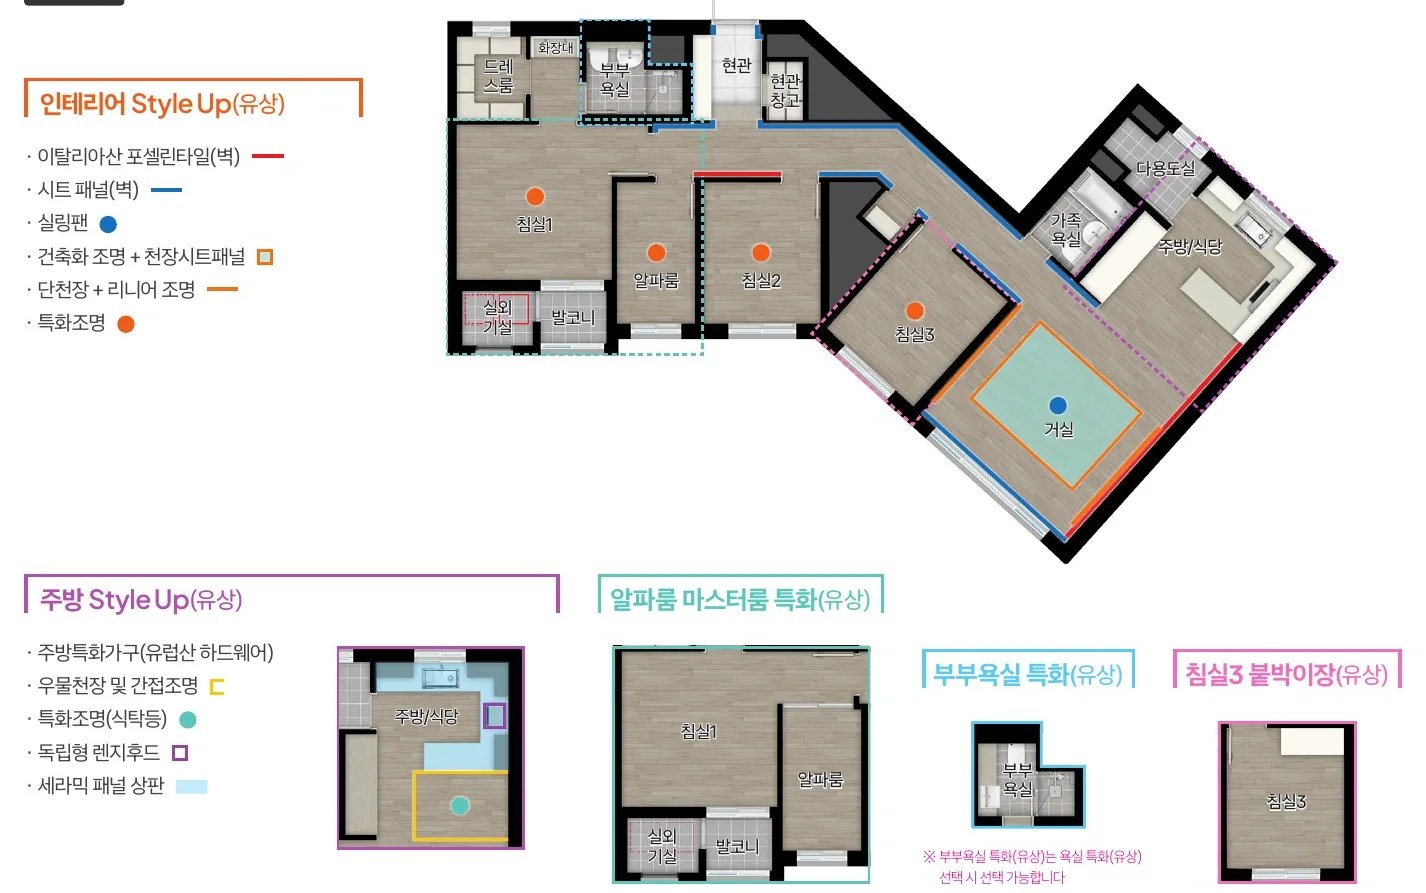 인테리어 Style Up(유상)
· 이탈리아산 포셀린타일(벽)
· 시트 패널(벽)
· 실링팬
· 건축화 조명 + 천장시트패널
· 단천장 + 리니어 조명
· 특화조명
드레
스룸
화장대
부부
욕실
현관
현관
창고
침실1
알파룸
침실2
침실3
실외
기실
발코니
다용도실
가족
욕실
주방/식당
거실
주방 Style Up(유상)
· 주방특화가구(유럽산 하드웨어)
· 우물천장 및 간접조명
· 특화조명(식탁등)
· 독립형 렌지후드
· 세라믹 패널 상판
주방/식당
알파룸 마스터룸 특화(유상)
침실1
알파룸
실외
기실
발코니
부부욕실 특화(유상)
부부
욕실
※ 부부욕실 특화(유상)는 욕실 특화(유상)
선택 시 선택 가능합니다
침실3 붙박이장(유상)
침실3